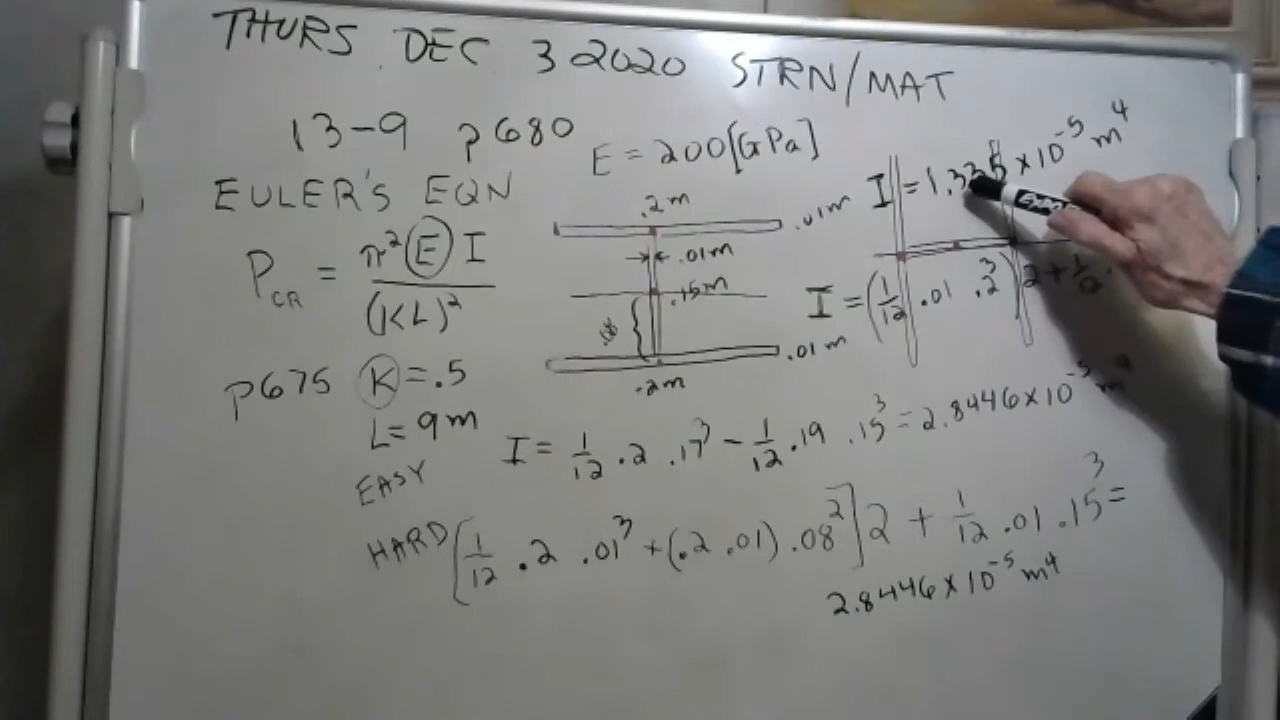 THURS DEC 3 2020 STRN/MAT
13-9 p680
E = 200[GPa]
EULER'S EQN
P_CR = π² E I / (KL)²
p675 K = .5
L = 9m
.2m
.01m
.01m
.15m
.08
.01m
.2m
I = 1.335 × 10⁻⁵ m⁴
I = (1/12 .01 .2³) 2 + 1/12 .
EASY I = 1/12 .2 .17³ - 1/12 .19 .15³ = 2.8446 × 10⁻⁵ m⁴
HARD [1/12 .2 .01³ + (.2 .01) .08²] 2 + 1/12 .01 .15³ =
2.8446 × 10⁻⁵ m⁴